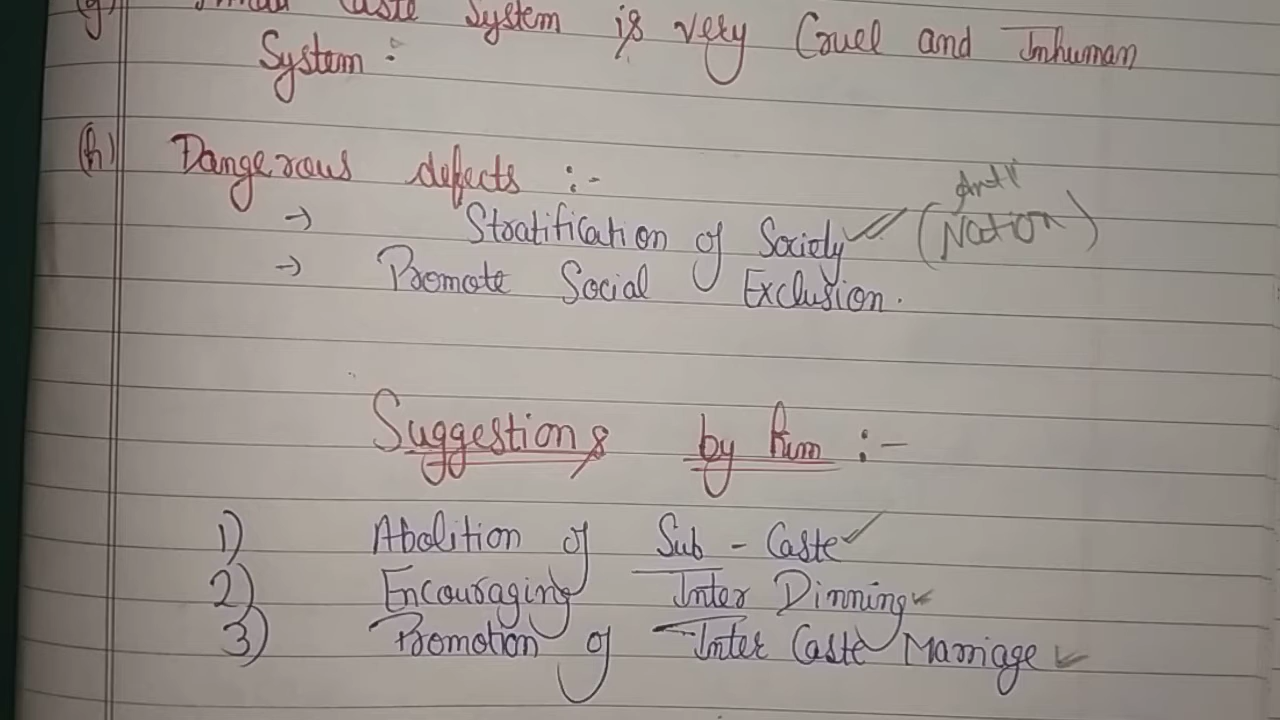 (g) Caste System is very Cruel and Inhuman
System :-
(h) Dangerous defects :-
Anti
→ Stratification of Society (Nation)
→ Promote Social Exclusion.
Suggestions by him :-
1) Abolition of Sub - Caste
2) Encouraging Inter Dinning
3) Promotion of Inter Caste Marriage